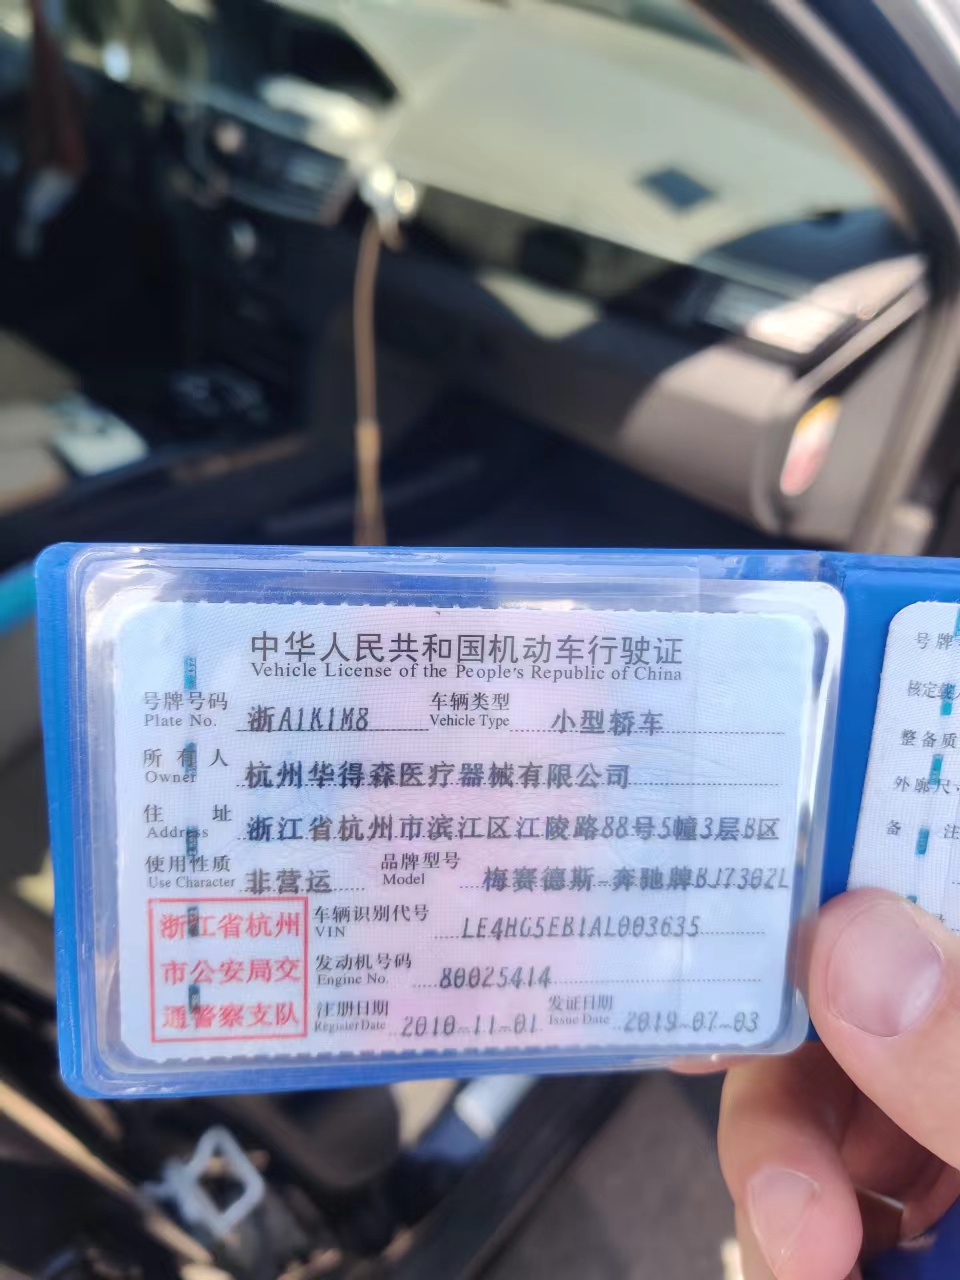 中华人民共和国机动车行驶证
Vehicle License of the People's Republic of China
号牌号码 浙A1K1M8 车辆类型 小型轿车
Plate No. Vehicle Type
所有人 杭州华得森医疗器械有限公司
Owner
住址 浙江省杭州市滨江区江陵路88号5幢3层B区
Address
使用性质 非营运 品牌型号 梅赛德斯-奔驰牌BJ7302L
Use Character Model
浙江省杭州
市公安局交
通警察支队
车辆识别代号 LE4HG5EB1AL003635
VIN
发动机号码 80025414
Engine No.
注册日期 2010-11-01 发证日期 2019-07-03
Register Date Issue Date
号牌
核定载
整备质
外廓尺
备注